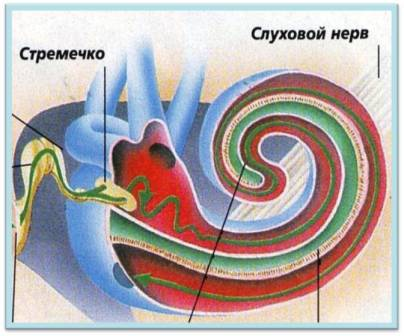 Слуховой нерв
Стремечко